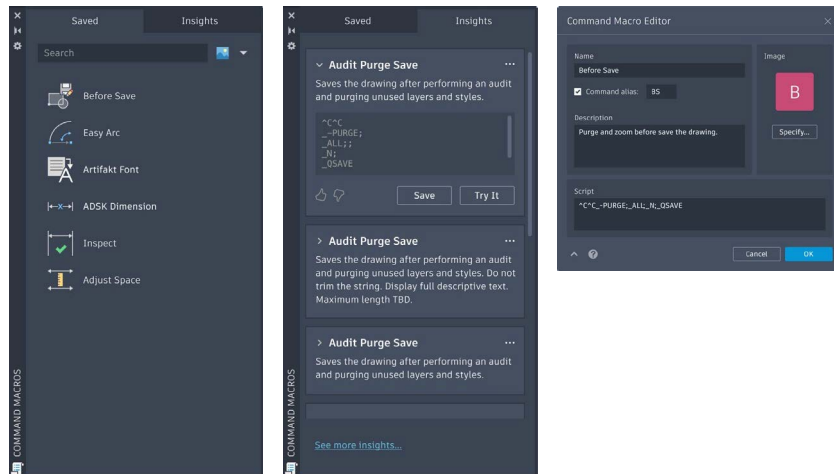 Saved
Insights
Search
Before Save
Easy Arc
Artifakt Font
ADSK Dimension
Inspect
Adjust Space
COMMAND MACROS
Saved
Insights
Audit Purge Save
Saves the drawing after performing an audit
and purging unused layers and styles.
^C^C
_-PURGE;
_ALL;;
_N;
_QSAVE
Save
Try It
Audit Purge Save
Saves the drawing after performing an audit
and purging unused layers and styles. Do not
trim the string. Display full descriptive text.
Maximum length TBD.
Audit Purge Save
Saves the drawing after performing an audit
and purging unused layers and styles.
See more insights...
COMMAND MACROS
Command Macro Editor
Name
Before Save
Command alias: BS
Description
Purge and zoom before save the drawing.
Image
B
Specify...
Script
^C^C_-PURGE;_ALL;_N;_QSAVE
Cancel
OK